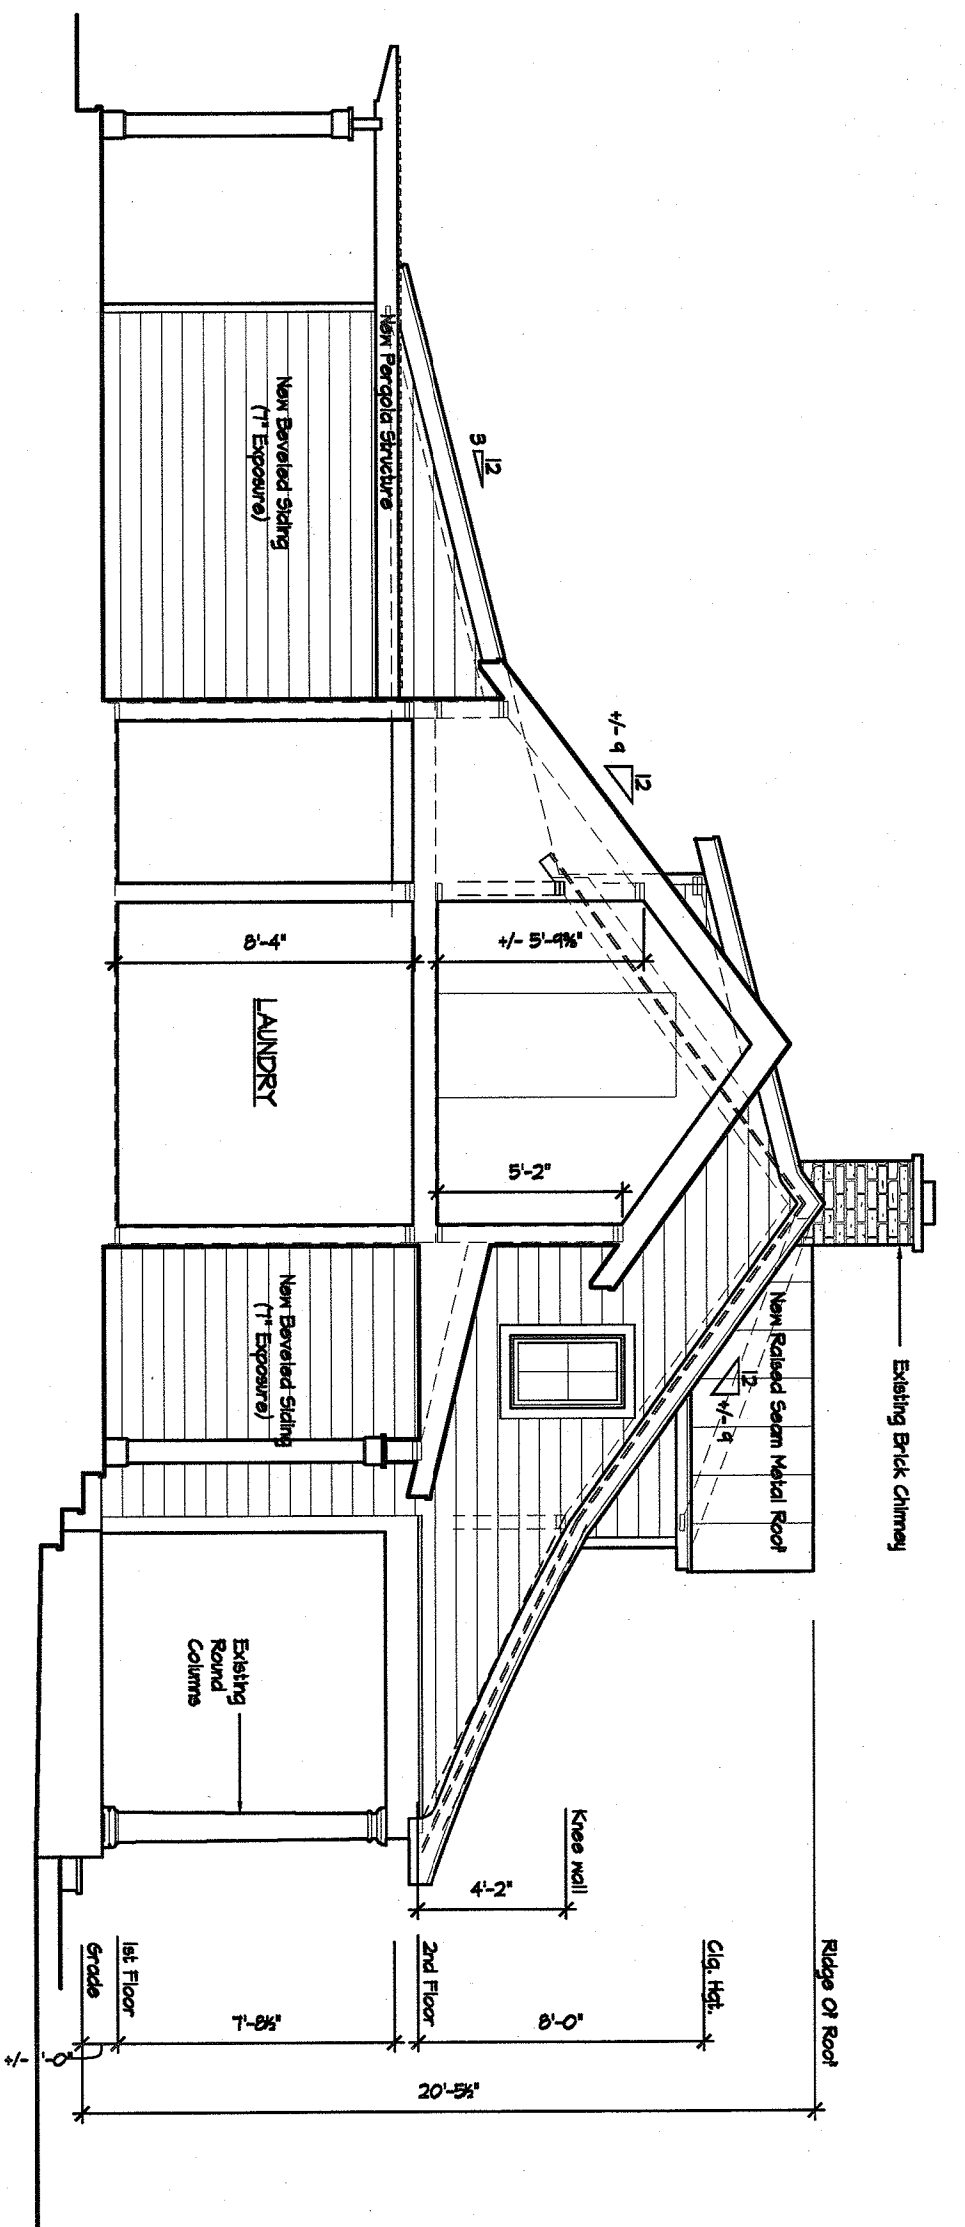 Existing Brick Chimney
New Raised Seam Metal Roof
12
+/- 9
12
+/- 9
12
3
New Pergola Structure
New Beveled Siding
(7" Exposure)
8'-4"
+/- 5'-9⅝"
LAUNDRY
5'-2"
New Beveled Siding
(7" Exposure)
Existing
Round
Columns
Knee wall
4'-2"
Ridge Of Roof
Clg. Hgt.
8'-0"
2nd Floor
7'-8½"
1st Floor
Grade
+/- 1'-0"
20'-5½"